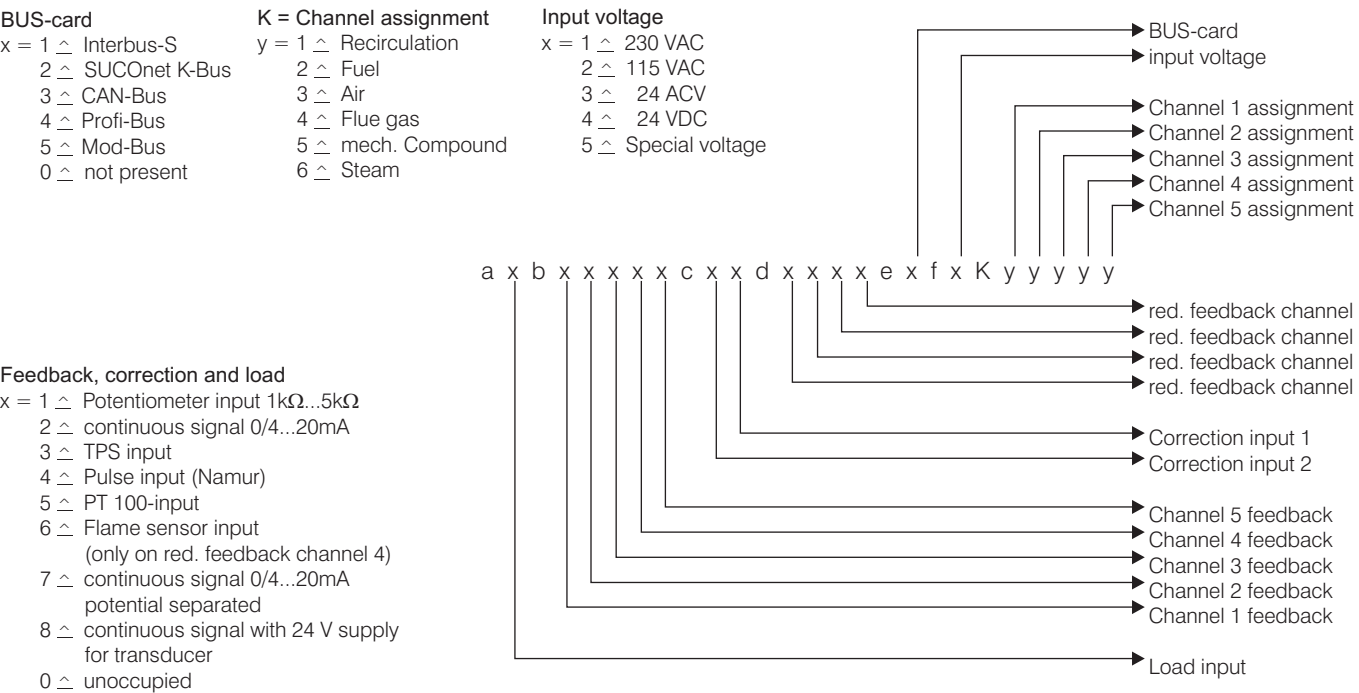 BUS-card
x = 1 ≙ Interbus-S
2 ≙ SUCOnet K-Bus
3 ≙ CAN-Bus
4 ≙ Profi-Bus
5 ≙ Mod-Bus
0 ≙ not present
K = Channel assignment
y = 1 ≙ Recirculation
2 ≙ Fuel
3 ≙ Air
4 ≙ Flue gas
5 ≙ mech. Compound
6 ≙ Steam
Input voltage
x = 1 ≙ 230 VAC
2 ≙ 115 VAC
3 ≙ 24 ACV
4 ≙ 24 VDC
5 ≙ Special voltage
BUS-card
input voltage
Channel 1 assignment
Channel 2 assignment
Channel 3 assignment
Channel 4 assignment
Channel 5 assignment
a x b x x x x x c x x d x x x x e x f x K y y y y y
red. feedback channel
red. feedback channel
red. feedback channel
red. feedback channel
Correction input 1
Correction input 2
Channel 5 feedback
Channel 4 feedback
Channel 3 feedback
Channel 2 feedback
Channel 1 feedback
Load input
Feedback, correction and load
x = 1 ≙ Potentiometer input 1kΩ...5kΩ
2 ≙ continuous signal 0/4...20mA
3 ≙ TPS input
4 ≙ Pulse input (Namur)
5 ≙ PT 100-input
6 ≙ Flame sensor input
(only on red. feedback channel 4)
7 ≙ continuous signal 0/4...20mA
potential separated
8 ≙ continuous signal with 24 V supply
for transducer
0 ≙ unoccupied